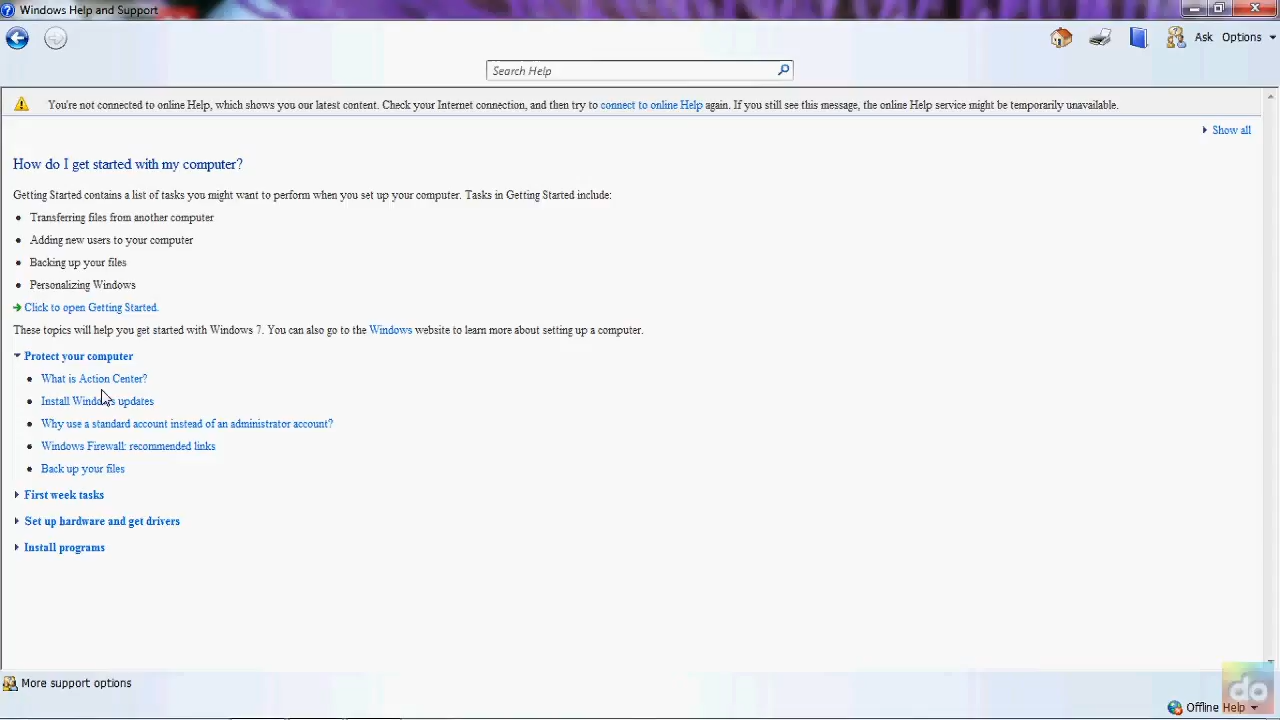 Windows Help and Support
Ask Options
Search Help
You're not connected to online Help, which shows you our latest content. Check your Internet connection, and then try to connect to online Help again. If you still see this message, the online Help service might be temporarily unavailable.
Show all
How do I get started with my computer?
Getting Started contains a list of tasks you might want to perform when you set up your computer. Tasks in Getting Started include:
Transferring files from another computer
Adding new users to your computer
Backing up your files
Personalizing Windows
Click to open Getting Started.
These topics will help you get started with Windows 7. You can also go to the Windows website to learn more about setting up a computer.
Protect your computer
What is Action Center?
Install Windows updates
Why use a standard account instead of an administrator account?
Windows Firewall: recommended links
Back up your files
First week tasks
Set up hardware and get drivers
Install programs
More support options
do
Offline Help